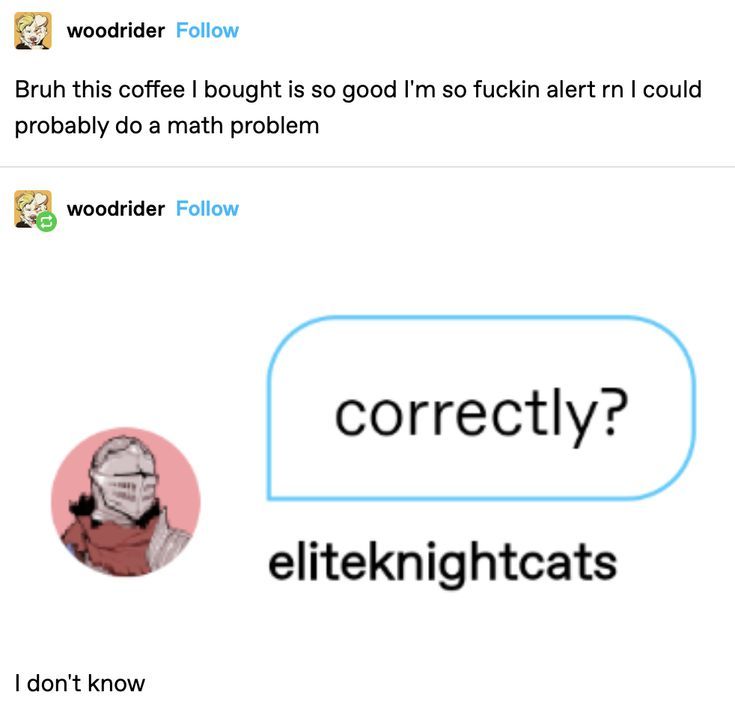 woodrider Follow
Bruh this coffee I bought is so good I'm so fuckin alert rn I could
probably do a math problem
woodrider Follow
correctly?
eliteknightcats
I don't know